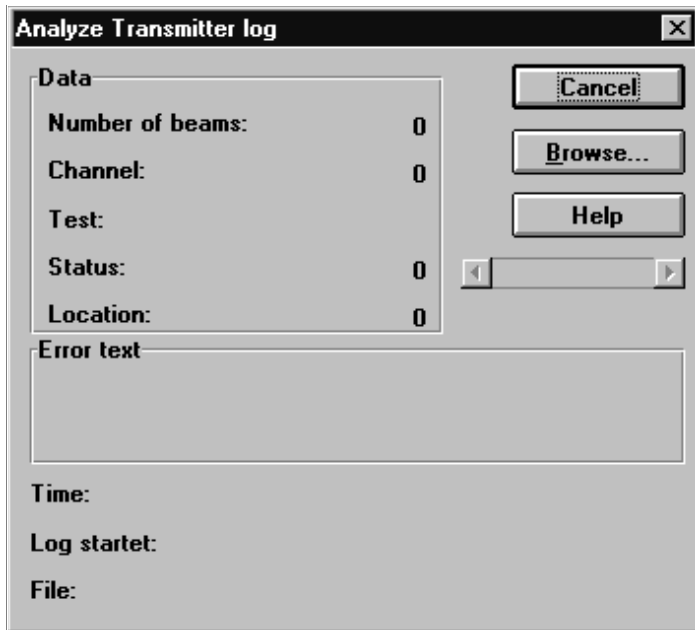 Analyze Transmitter log
Data
Number of beams: 0
Channel: 0
Test:
Status: 0
Location: 0
Cancel
Browse...
Help
Error text
Time:
Log startet:
File: